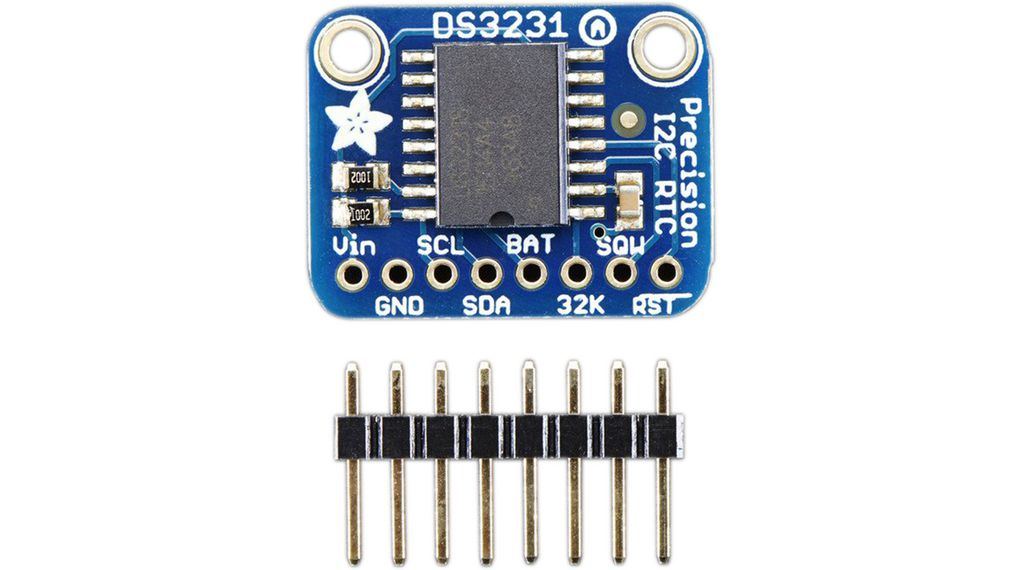 DS3231
Precision
I2C RTC
1002
1002
Vin SCL BAT SQW
GND SDA 32K RST